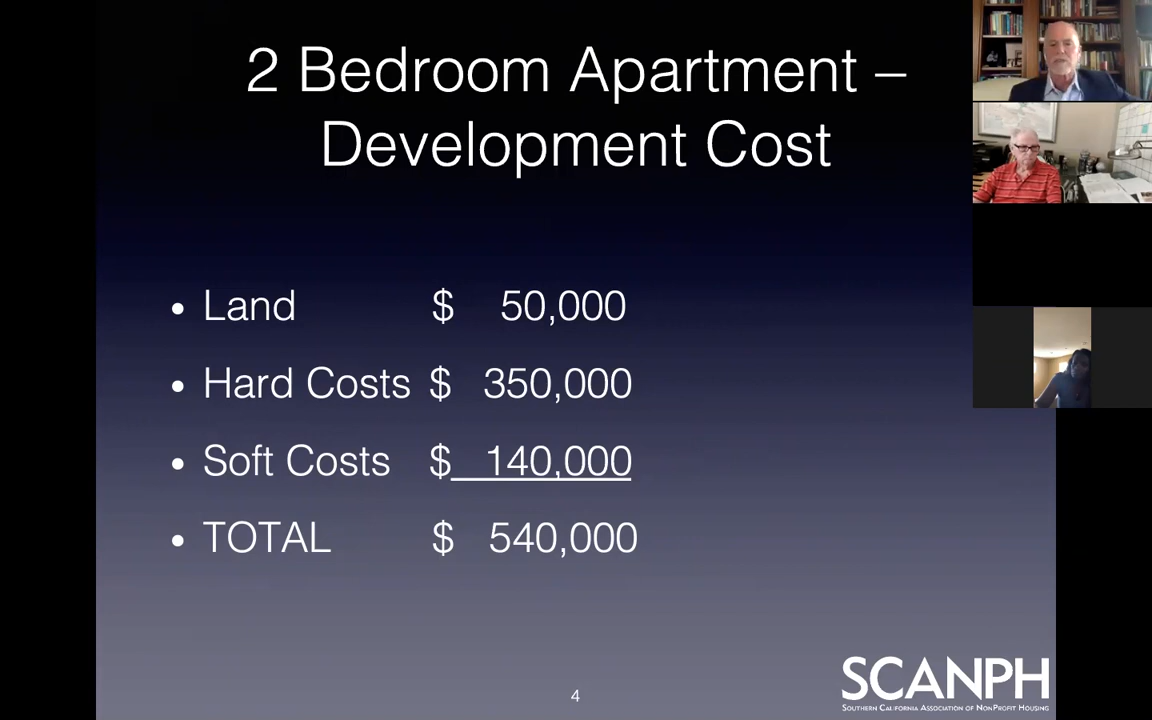 2 Bedroom Apartment –
Development Cost
• Land $ 50,000
• Hard Costs $ 350,000
• Soft Costs $ 140,000
• TOTAL $ 540,000
4
SCANPH
SOUTHERN CALIFORNIA ASSOCIATION OF NONPROFIT HOUSING